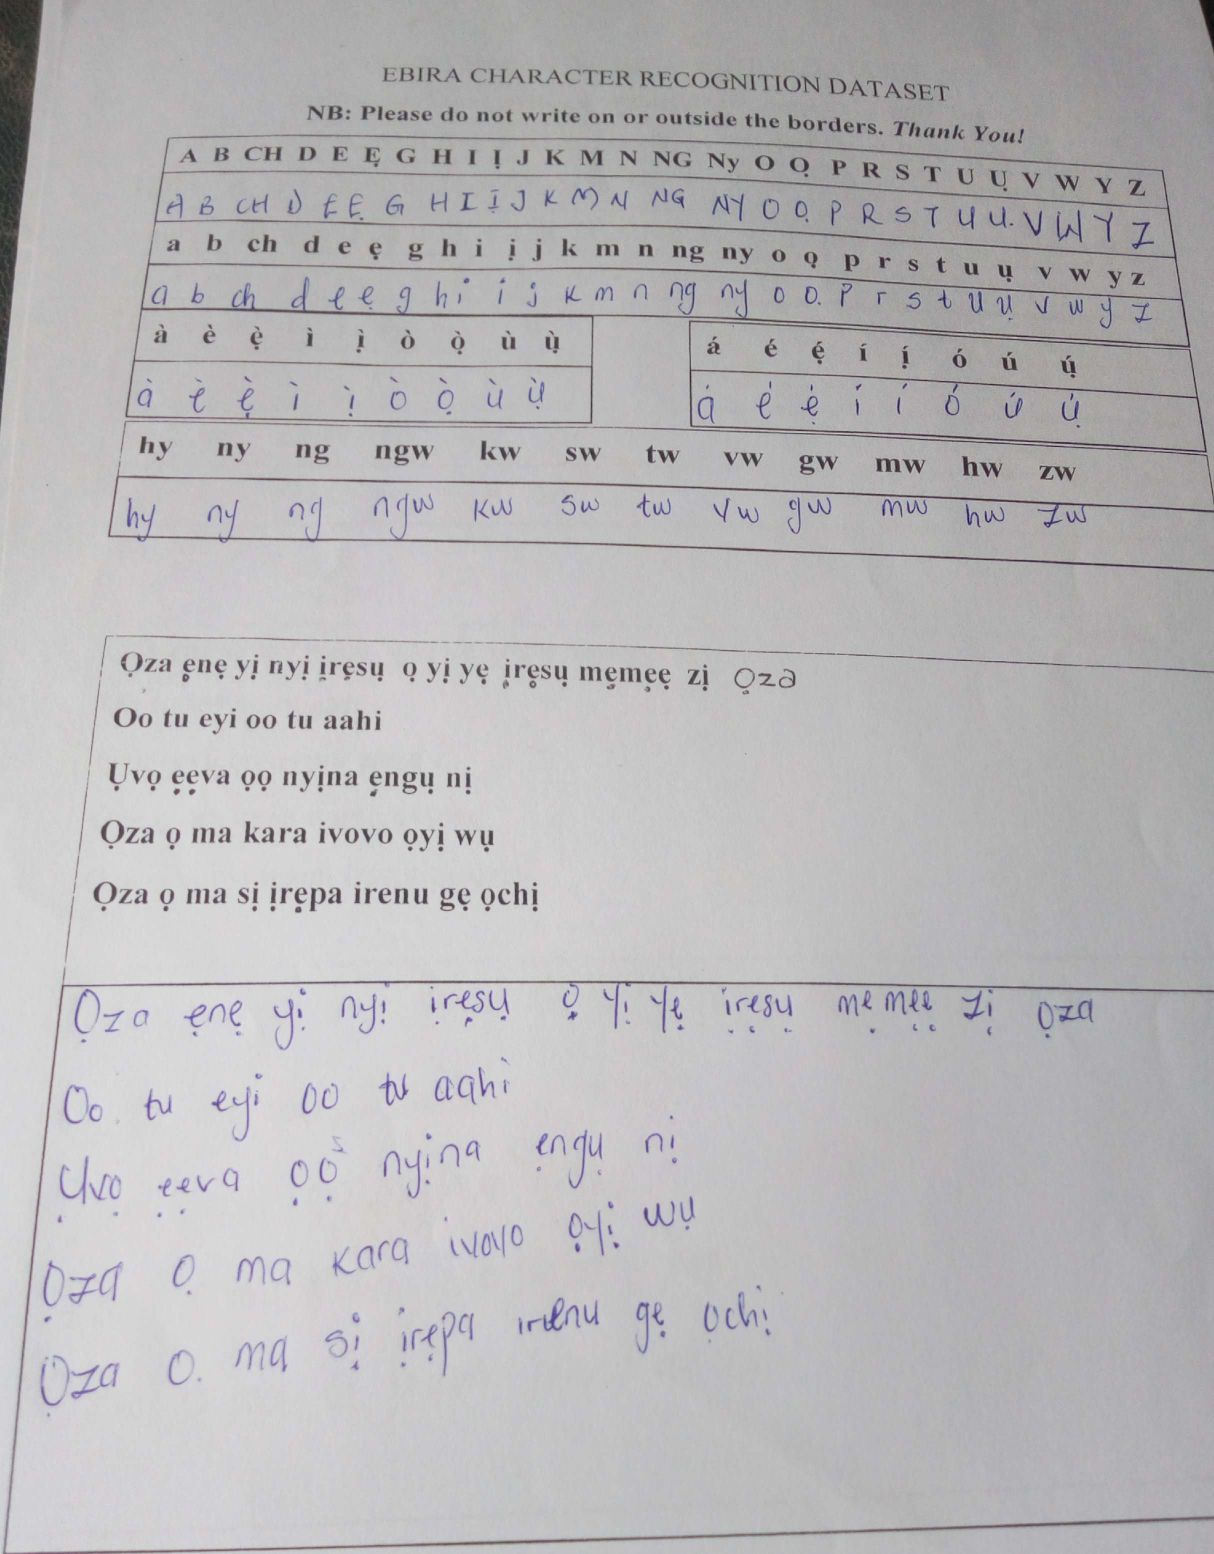 EBIRA CHARACTER RECOGNITION DATASET
NB: Please do not write on or outside the borders. Thank You!
A B CH D E Ẹ G H I Ị J K M N NG Ny O Ọ P R S T U Ụ V W Y Z
A B CH D E Ẹ G H I Ị J K M N NG NY O Ọ P R S T U Ụ V W Y Z
a b ch d e ẹ g h i ị j k m n ng ny o ọ p r s t u ụ v w y z
a b ch d e ẹ g h i i j k m n ng ny o o. p r s t u ụ v w y z
à è ẹ̀ ì ị̀ ò ọ̀ ù ụ̀ á é ẹ́ í ị́ ó ú ụ́
à è ẹ̀ ì ị̀ ò ọ̀ ù ụ̀ á é ẹ́ í í ó ú ụ́
hy ny ng ngw kw sw tw vw gw mw hw zw
hy ny ng ngw kw sw tw vw gw mw hw zw
Ọza ẹnẹ yị nyị ịrẹsụ ọ yị yẹ ịrẹsụ mẹmẹẹ zị Ọza
Oo tu eyi oo tu aahi
Ụvọ ẹẹva ọọ nyịna ẹngụ nị
Ọza ọ ma kara ivovo ọyị wụ
Ọza ọ ma sị ịrẹpa irenu gẹ ọchị
Ọza ẹnẹ yị nyị ịrẹsụ ọ yị yẹ ịrẹsụ mẹmẹẹ zị ọza
Oo. tu eyi oo tu aahi
Ụvọ ẹẹva ọọ nyịna ẹngụ nị
Ọza ọ ma kara ivovo ọyị wụ
Ọza o. ma sị ịrẹpa irenu gẹ ọchị